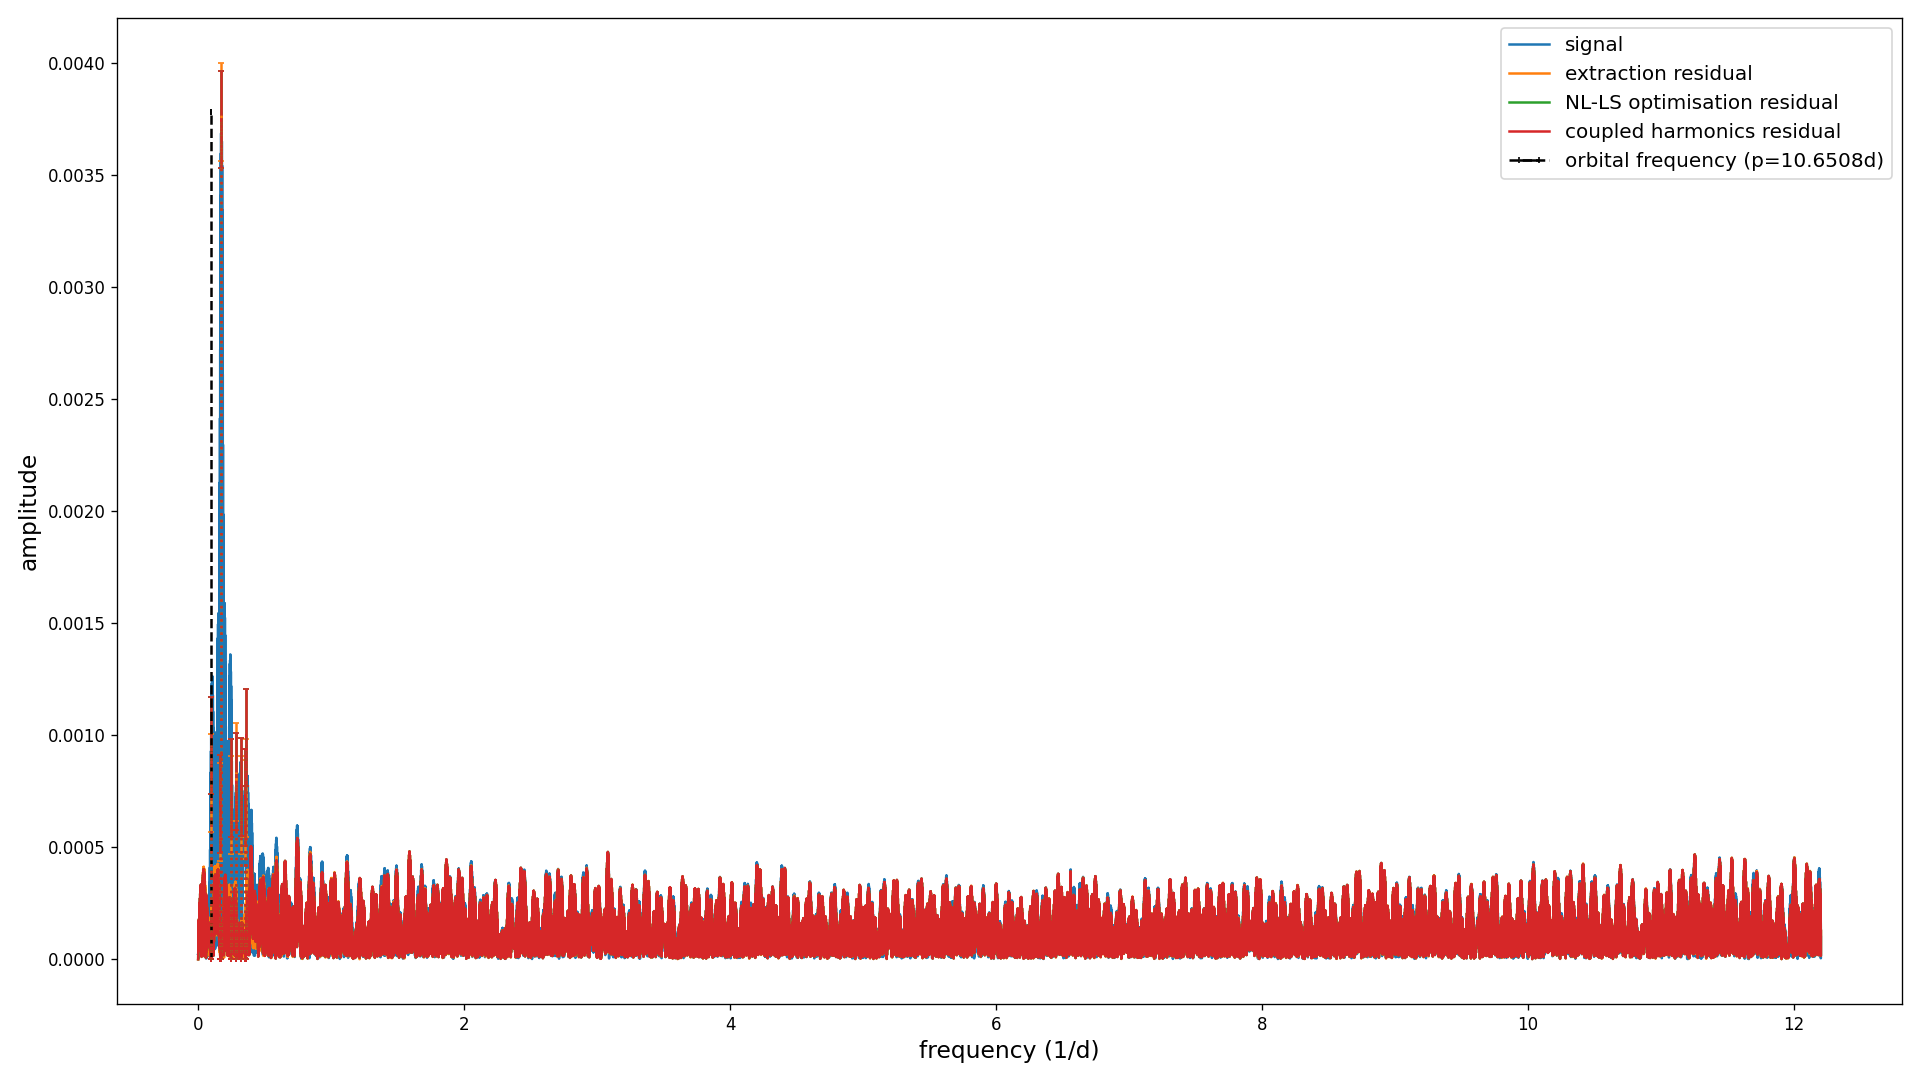 signal
extraction residual
NL-LS optimisation residual
coupled harmonics residual
orbital frequency (p=10.6508d)
amplitude
0.0040
0.0035
0.0030
0.0025
0.0020
0.0015
0.0010
0.0005
0.0000
0 2 4 6 8 10 12
frequency (1/d)